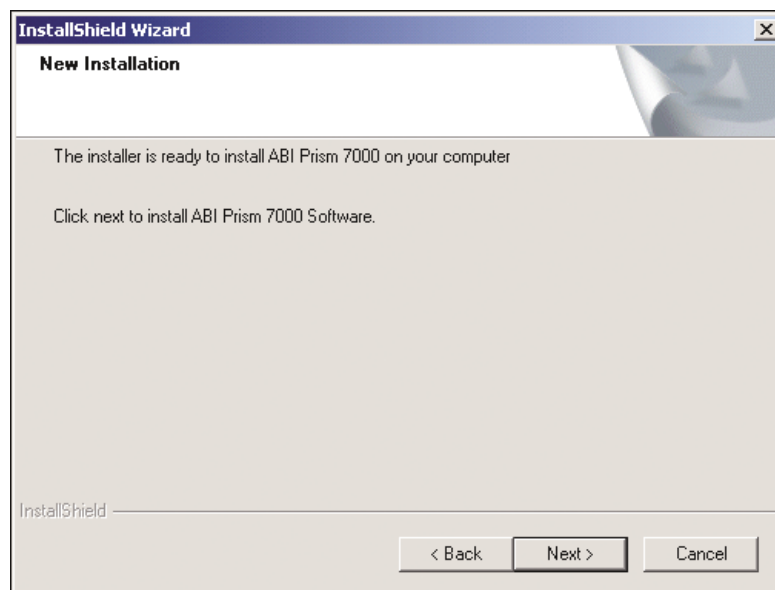 InstallShield Wizard
New Installation
The installer is ready to install ABI Prism 7000 on your computer
Click next to install ABI Prism 7000 Software.
InstallShield
< Back Next > Cancel